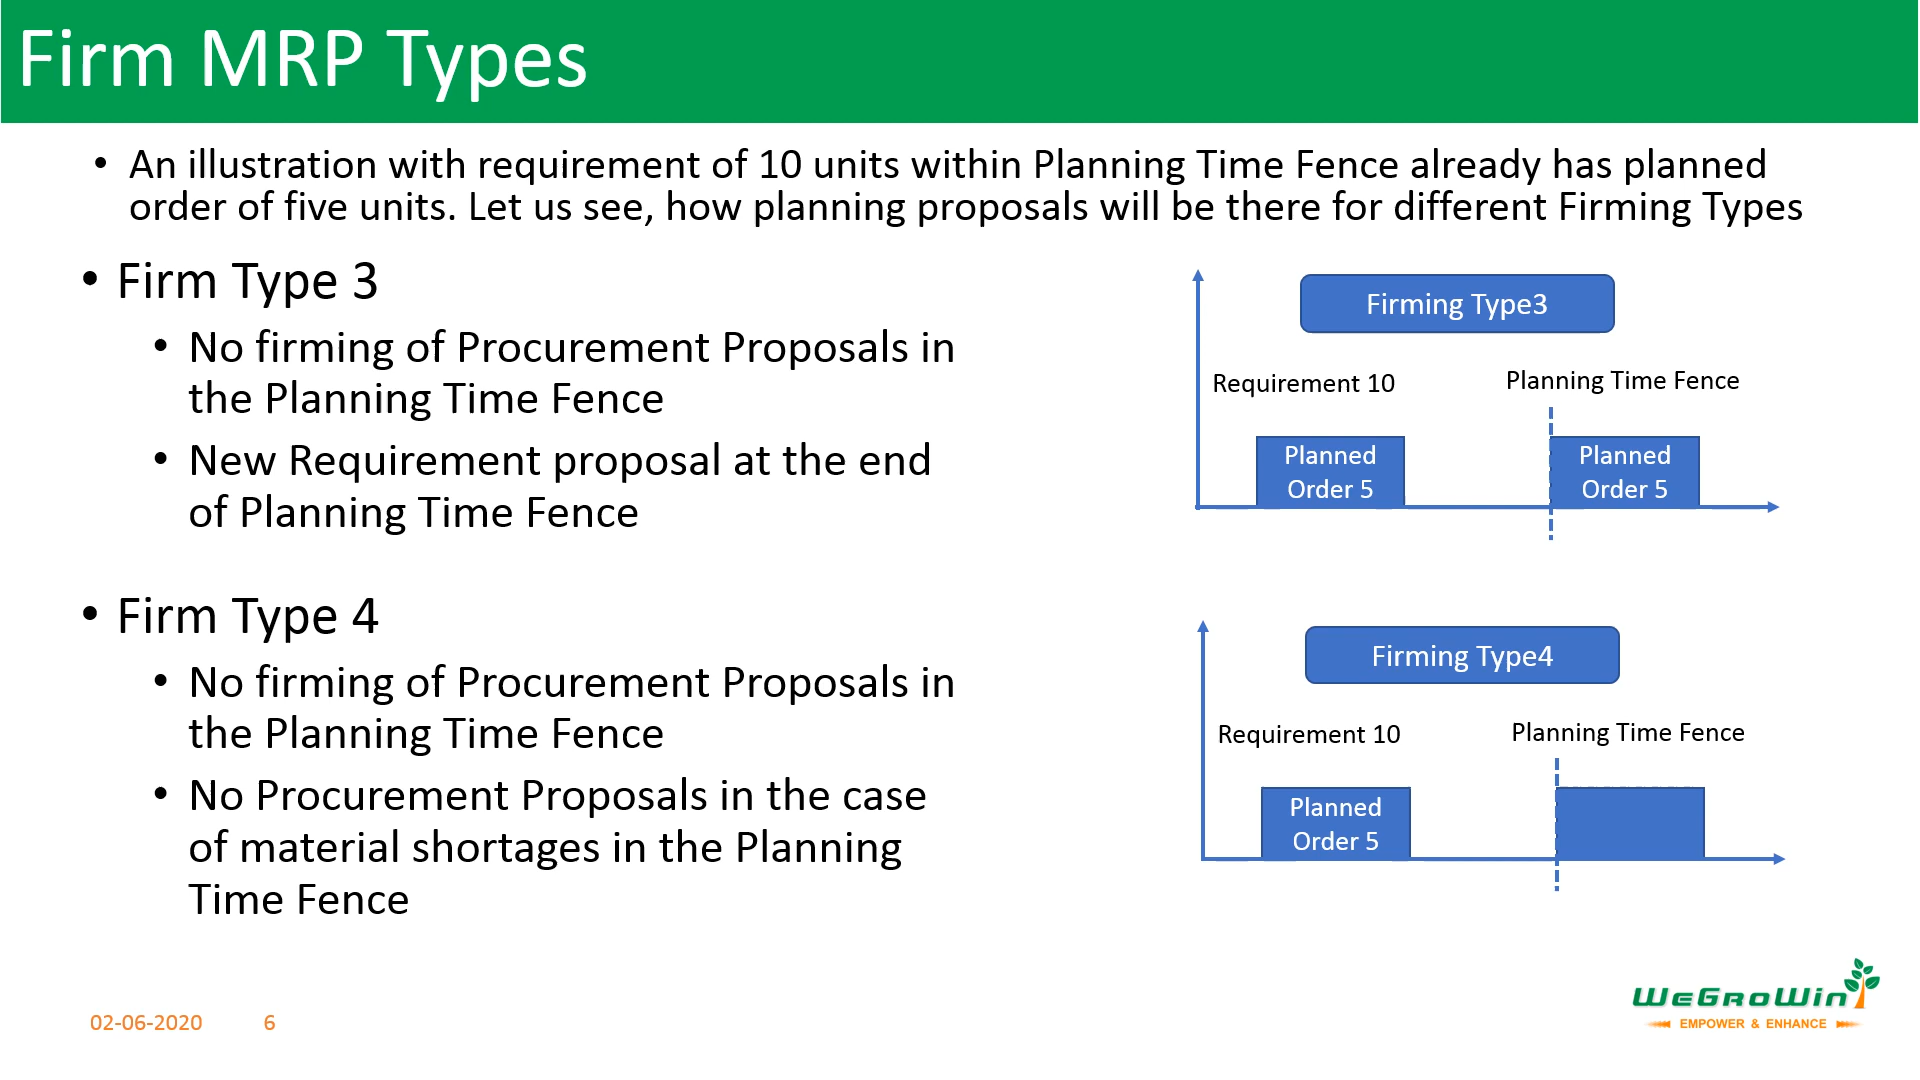 Firm MRP Types
• An illustration with requirement of 10 units within Planning Time Fence already has planned
order of five units. Let us see, how planning proposals will be there for different Firming Types
• Firm Type 3
• No firming of Procurement Proposals in
the Planning Time Fence
• New Requirement proposal at the end
of Planning Time Fence
Firming Type3
Requirement 10
Planning Time Fence
Planned
Order 5
Planned
Order 5
• Firm Type 4
• No firming of Procurement Proposals in
the Planning Time Fence
• No Procurement Proposals in the case
of material shortages in the Planning
Time Fence
Firming Type4
Requirement 10
Planning Time Fence
Planned
Order 5
02-06-2020
6
WeGroWin
EMPOWER & ENHANCE